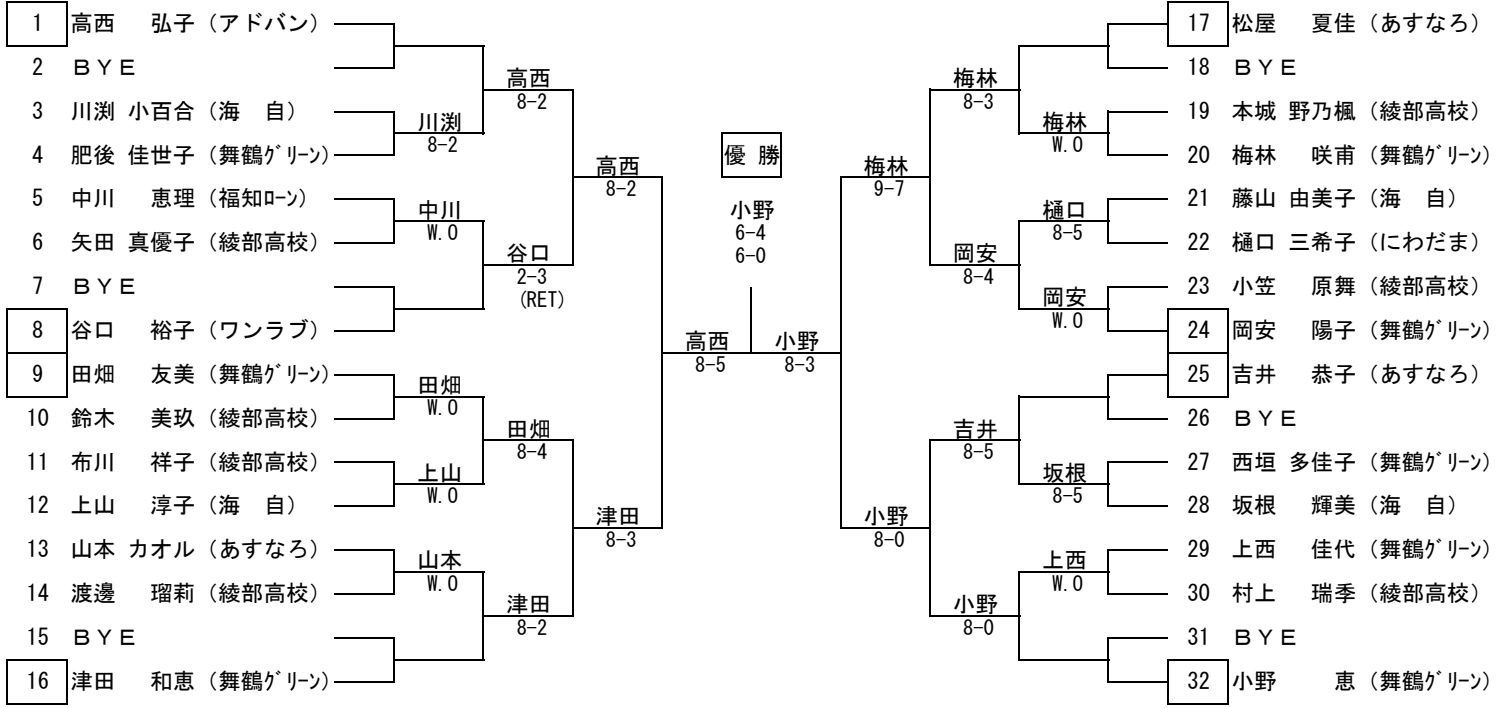 1 高西 弘子（アドバン）
2 ＢＹＥ
3 川渕 小百合（海 自）
4 肥後 佳世子（舞鶴ｸﾞﾘｰﾝ）
5 中川 恵理（福知ﾛｰﾝ）
6 矢田 真優子（綾部高校）
7 ＢＹＥ
8 谷口 裕子（ワンラブ）
9 田畑 友美（舞鶴ｸﾞﾘｰﾝ）
10 鈴木 美玖（綾部高校）
11 布川 祥子（綾部高校）
12 上山 淳子（海 自）
13 山本 カオル（あすなろ）
14 渡邊 瑠莉（綾部高校）
15 ＢＹＥ
16 津田 和恵（舞鶴ｸﾞﾘｰﾝ）
川渕
8-2
中川
W.O
田畑
W.O
上山
W.O
山本
W.O
高西
8-2
谷口
2-3
(RET)
田畑
8-4
津田
8-2
高西
8-2
津田
8-3
高西
8-5
優 勝
小野
6-4
6-0
小野
8-3
梅林
9-7
小野
8-0
梅林
8-3
岡安
8-4
吉井
8-5
小野
8-0
梅林
W.O
樋口
8-5
岡安
W.O
坂根
8-5
上西
W.O
17 松屋 夏佳（あすなろ）
18 ＢＹＥ
19 本城 野乃楓（綾部高校）
20 梅林 咲甫（舞鶴ｸﾞﾘｰﾝ）
21 藤山 由美子（海 自）
22 樋口 三希子（にわだま）
23 小笠 原舞（綾部高校）
24 岡安 陽子（舞鶴ｸﾞﾘｰﾝ）
25 吉井 恭子（あすなろ）
26 ＢＹＥ
27 西垣 多佳子（舞鶴ｸﾞﾘｰﾝ）
28 坂根 輝美（海 自）
29 上西 佳代（舞鶴ｸﾞﾘｰﾝ）
30 村上 瑞季（綾部高校）
31 ＢＹＥ
32 小野 恵（舞鶴ｸﾞﾘｰﾝ）